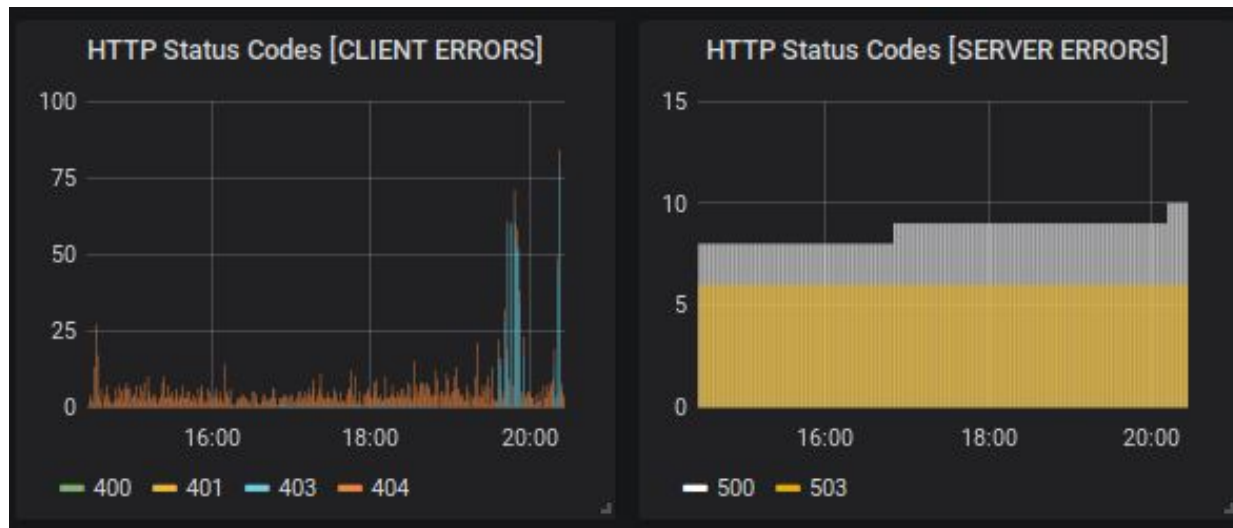 HTTP Status Codes [CLIENT ERRORS]
100
75
50
25
0
16:00 18:00 20:00
400 401 403 404
HTTP Status Codes [SERVER ERRORS]
15
10
5
0
16:00 18:00 20:00
500 503